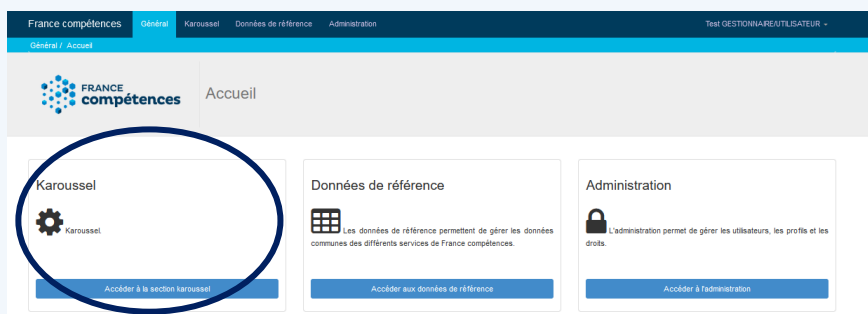 France compétences Général Karoussel Données de référence Administration Test GESTIONNAIRE/UTILISATEUR
Général / Accueil
FRANCE
compétences
Accueil
Karoussel
Karoussel.
Accéder à la section karoussel
Données de référence
Les données de référence permettent de gérer les données
communes des différents services de France compétences.
Accéder aux données de référence
Administration
L'administration permet de gérer les utilisateurs, les profils et les
droits.
Accéder à l'administration